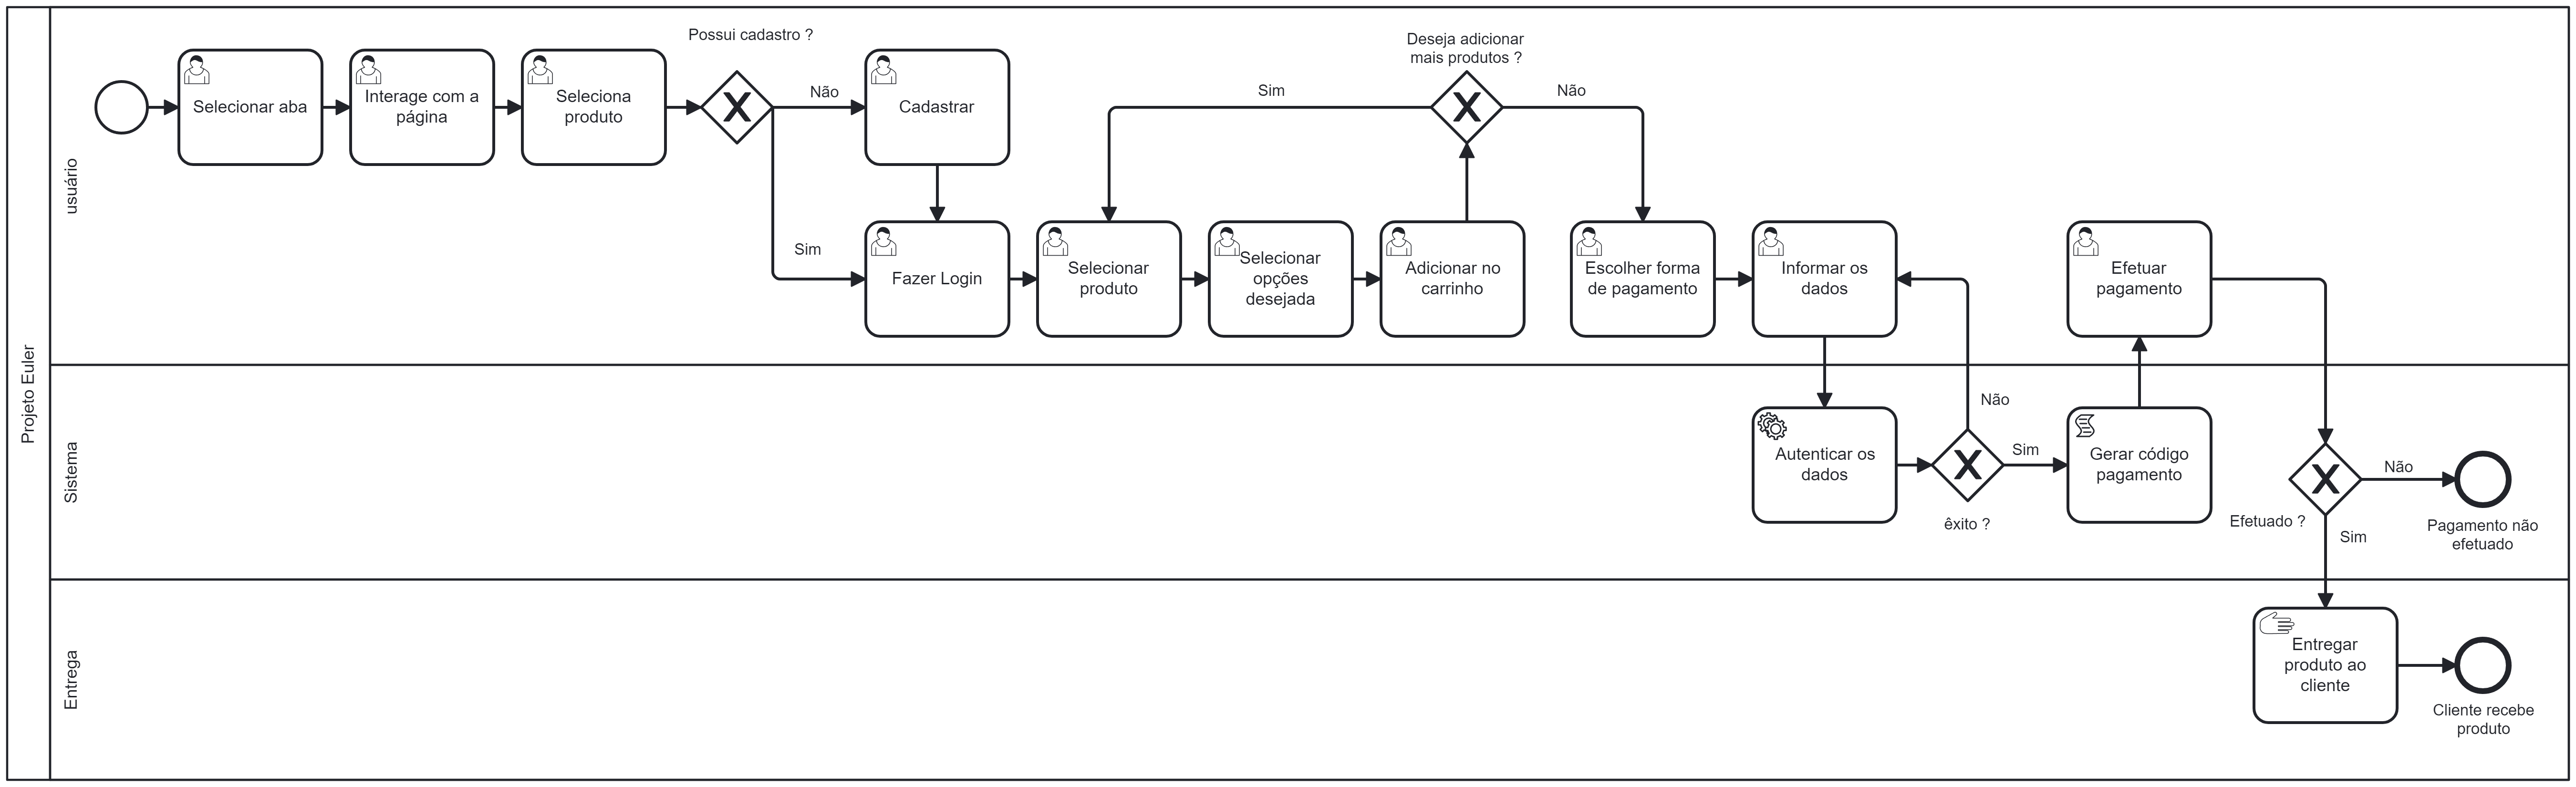 Projeto Euler
usuário
Selecionar aba
Interage com a
página
Seleciona
produto
Possui cadastro ?
Não
Sim
Cadastrar
Fazer Login
Selecionar
produto
Selecionar
opções
desejada
Adicionar no
carrinho
Deseja adicionar
mais produtos ?
Sim
Não
Escolher forma
de pagamento
Informar os
dados
Efetuar
pagamento
Sistema
Autenticar os
dados
êxito ?
Não
Sim
Gerar código
pagamento
Efetuado ?
Não
Sim
Pagamento não
efetuado
Entrega
Entregar
produto ao
cliente
Cliente recebe
produto